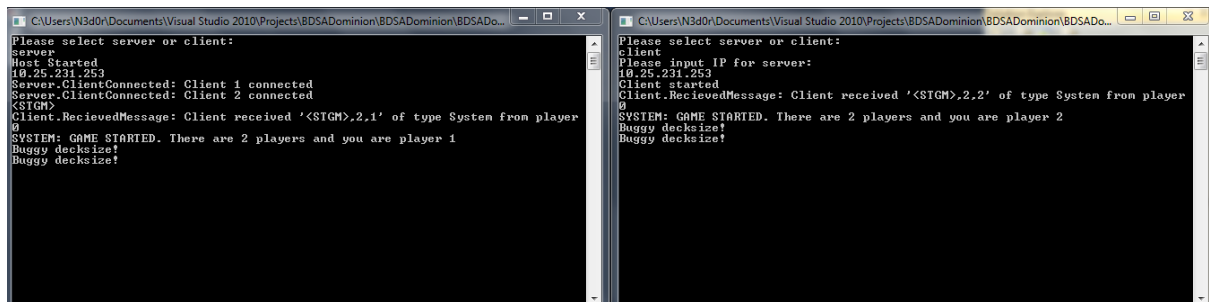 C:\Users\N3d0r\Documents\Visual Studio 2010\Projects\BDSADominion\BDSADominion\BDSADo...
Please select server or client:
server
Host Started
10.25.231.253
Server.ClientConnected: Client 1 connected
Server.ClientConnected: Client 2 connected
<STGM>
Client.RecievedMessage: Client received '<STGM>,2,1' of type System from player
0
SYSTEM: GAME STARTED. There are 2 players and you are player 1
Buggy decksize!
Buggy decksize!
C:\Users\N3d0r\Documents\Visual Studio 2010\Projects\BDSADominion\BDSADominion\BDSADo...
Please select server or client:
client
Please input IP for server:
10.25.231.253
Client started
Client.RecievedMessage: Client received '<STGM>,2,2' of type System from player
0
SYSTEM: GAME STARTED. There are 2 players and you are player 2
Buggy decksize!
Buggy decksize!